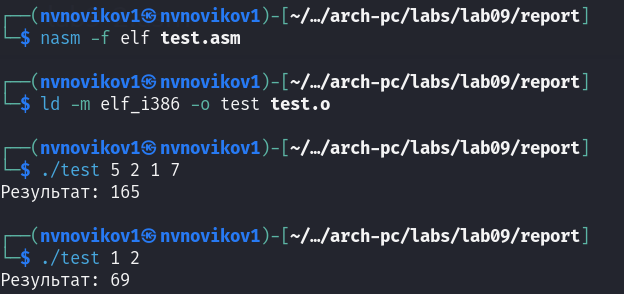 ┌──(nvnovikov1㉿nvnovikov1)-[~/…/arch-pc/labs/lab09/report]
└─$ nasm -f elf test.asm
┌──(nvnovikov1㉿nvnovikov1)-[~/…/arch-pc/labs/lab09/report]
└─$ ld -m elf_i386 -o test test.o
┌──(nvnovikov1㉿nvnovikov1)-[~/…/arch-pc/labs/lab09/report]
└─$ ./test 5 2 1 7
Результат: 165
┌──(nvnovikov1㉿nvnovikov1)-[~/…/arch-pc/labs/lab09/report]
└─$ ./test 1 2
Результат: 69